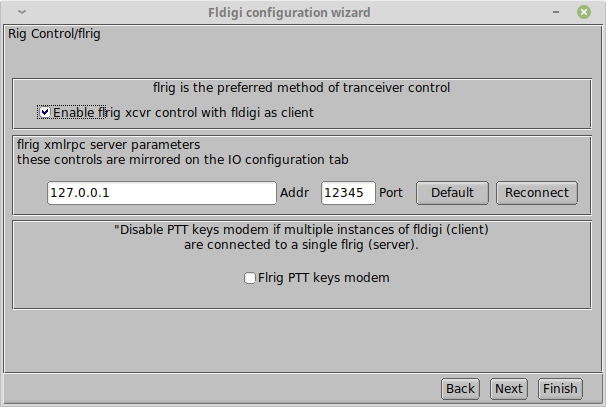 Fldigi configuration wizard
Rig Control/flrig
flrig is the preferred method of tranceiver control
Enable flrig xcvr control with fldigi as client
flrig xmlrpc server parameters
these controls are mirrored on the IO configuration tab
127.0.0.1 Addr 12345 Port Default Reconnect
"Disable PTT keys modem if multiple instances of fldigi (client)
are connected to a single flrig (server).
Flrig PTT keys modem
Back Next Finish